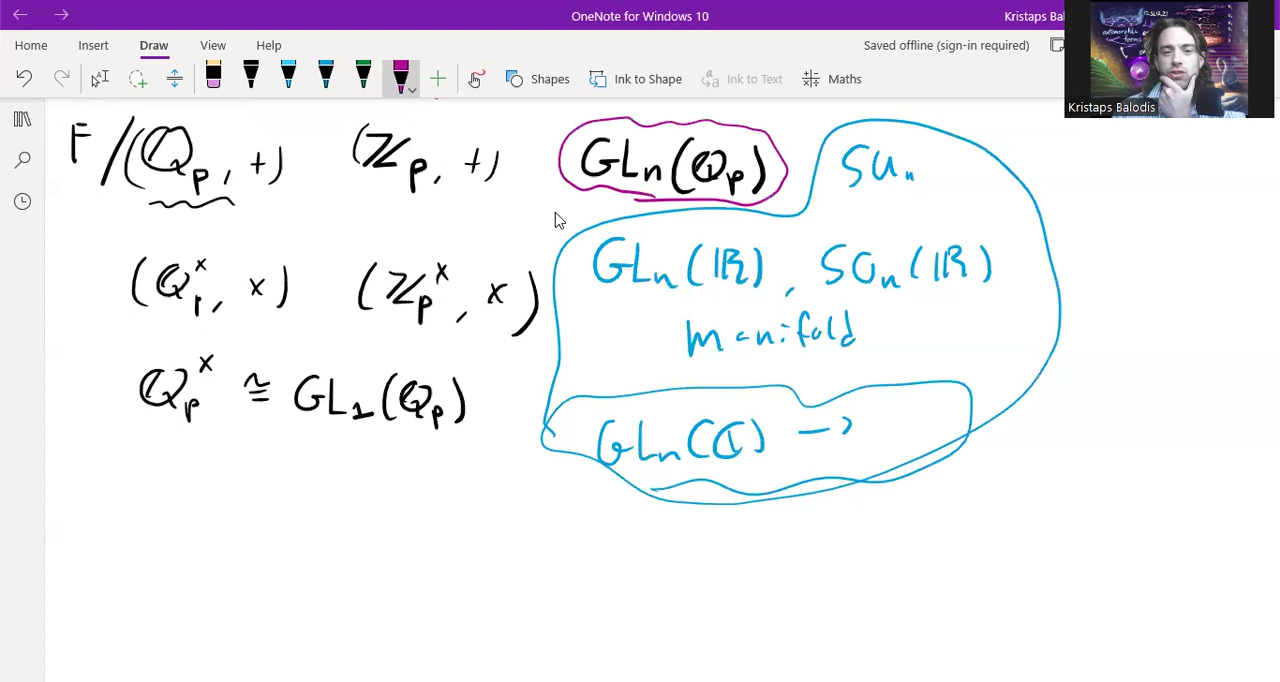 OneNote for Windows 10
Kristaps Ba
Home Insert Draw View Help
Saved offline (sign-in required)
Shapes Ink to Shape Ink to Text Maths
Kristaps Balodis
F/(ℚp, +) (ℤp, +) GLn(ℚp) SUn
(ℚp^×, ×) (ℤp^×, ×) GLn(ℝ), SOn(ℝ)
manifold
ℚp^× ≅ GL1(ℚp)
GLn(ℂ) →